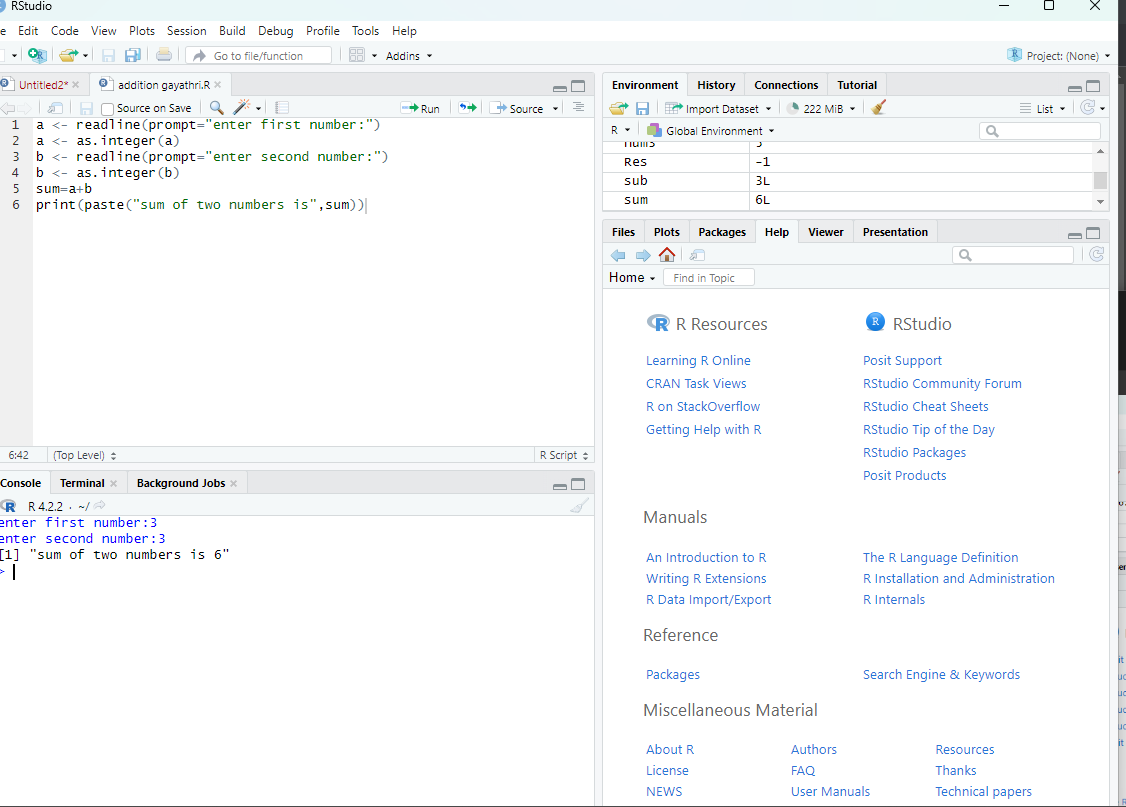 RStudio
e Edit Code View Plots Session Build Debug Profile Tools Help
Go to file/function Addins Project: (None)
Untitled2* addition gayathri.R
Source on Save Run Source
1 a <- readline(prompt="enter first number:")
2 a <- as.integer(a)
3 b <- readline(prompt="enter second number:")
4 b <- as.integer(b)
5 sum=a+b
6 print(paste("sum of two numbers is",sum))
6:42 (Top Level) R Script
Console Terminal Background Jobs
R 4.2.2 · ~/
enter first number:3
enter second number:3
[1] "sum of two numbers is 6"
>
Environment History Connections Tutorial
Import Dataset 222 MiB List
R Global Environment
Res -1
sub 3L
sum 6L
Files Plots Packages Help Viewer Presentation
Home Find in Topic
R Resources
Learning R Online
CRAN Task Views
R on StackOverflow
Getting Help with R
RStudio
Posit Support
RStudio Community Forum
RStudio Cheat Sheets
RStudio Tip of the Day
RStudio Packages
Posit Products
Manuals
An Introduction to R The R Language Definition
Writing R Extensions R Installation and Administration
R Data Import/Export R Internals
Reference
Packages Search Engine & Keywords
Miscellaneous Material
About R Authors Resources
License FAQ Thanks
NEWS User Manuals Technical papers